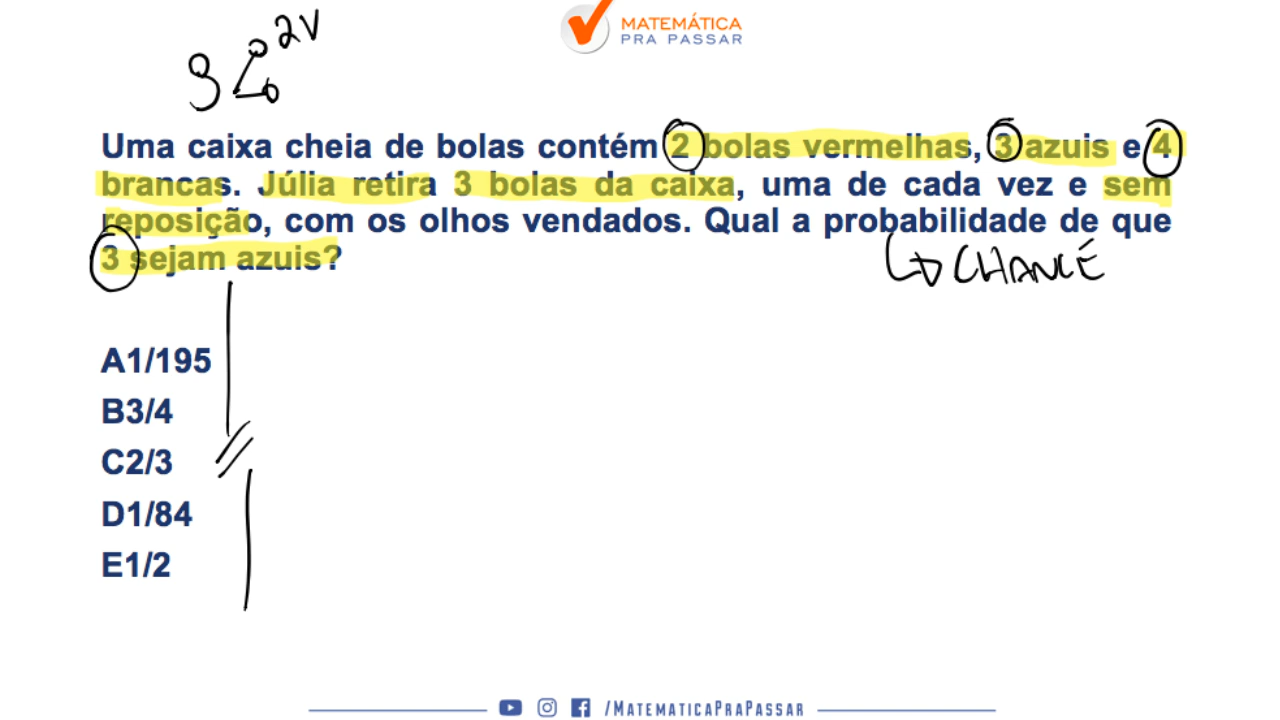 MATEMÁTICA
PRA PASSAR
9 2V
Uma caixa cheia de bolas contém 2 bolas vermelhas, 3 azuis e 4
brancas. Júlia retira 3 bolas da caixa, uma de cada vez e sem
reposição, com os olhos vendados. Qual a probabilidade de que
3 sejam azuis?
CHANCE
A1/195
B3/4
C2/3
D1/84
E1/2
/MATEMATICAPRAPASSAR